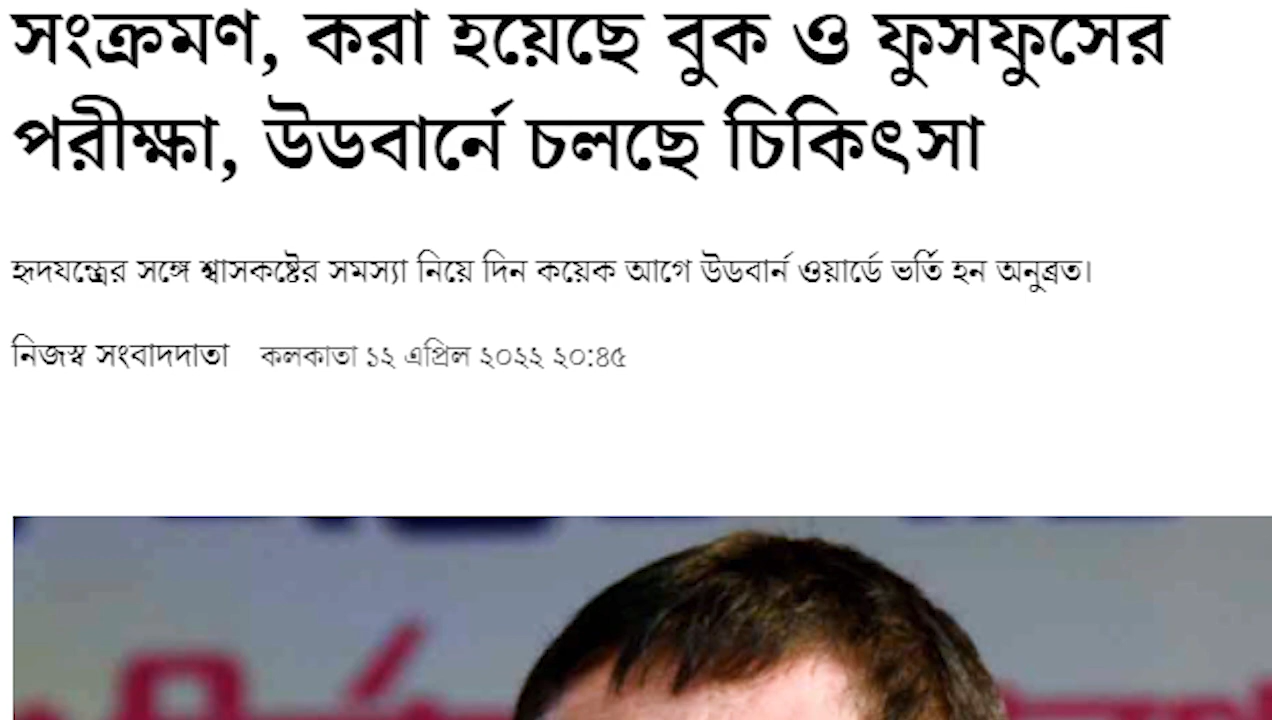 সংক্রমণ, করা হয়েছে বুক ও ফুসফুসের
পরীক্ষা, উডবার্নে চলছে চিকিৎসা
হৃদযন্ত্রের সঙ্গে শ্বাসকষ্টের সমস্যা নিয়ে দিন কয়েক আগে উডবার্ন ওয়ার্ডে ভর্তি হন অনুব্রত।
নিজস্ব সংবাদদাতা কলকাতা ১২ এপ্রিল ২০২২ ২০:৪৫